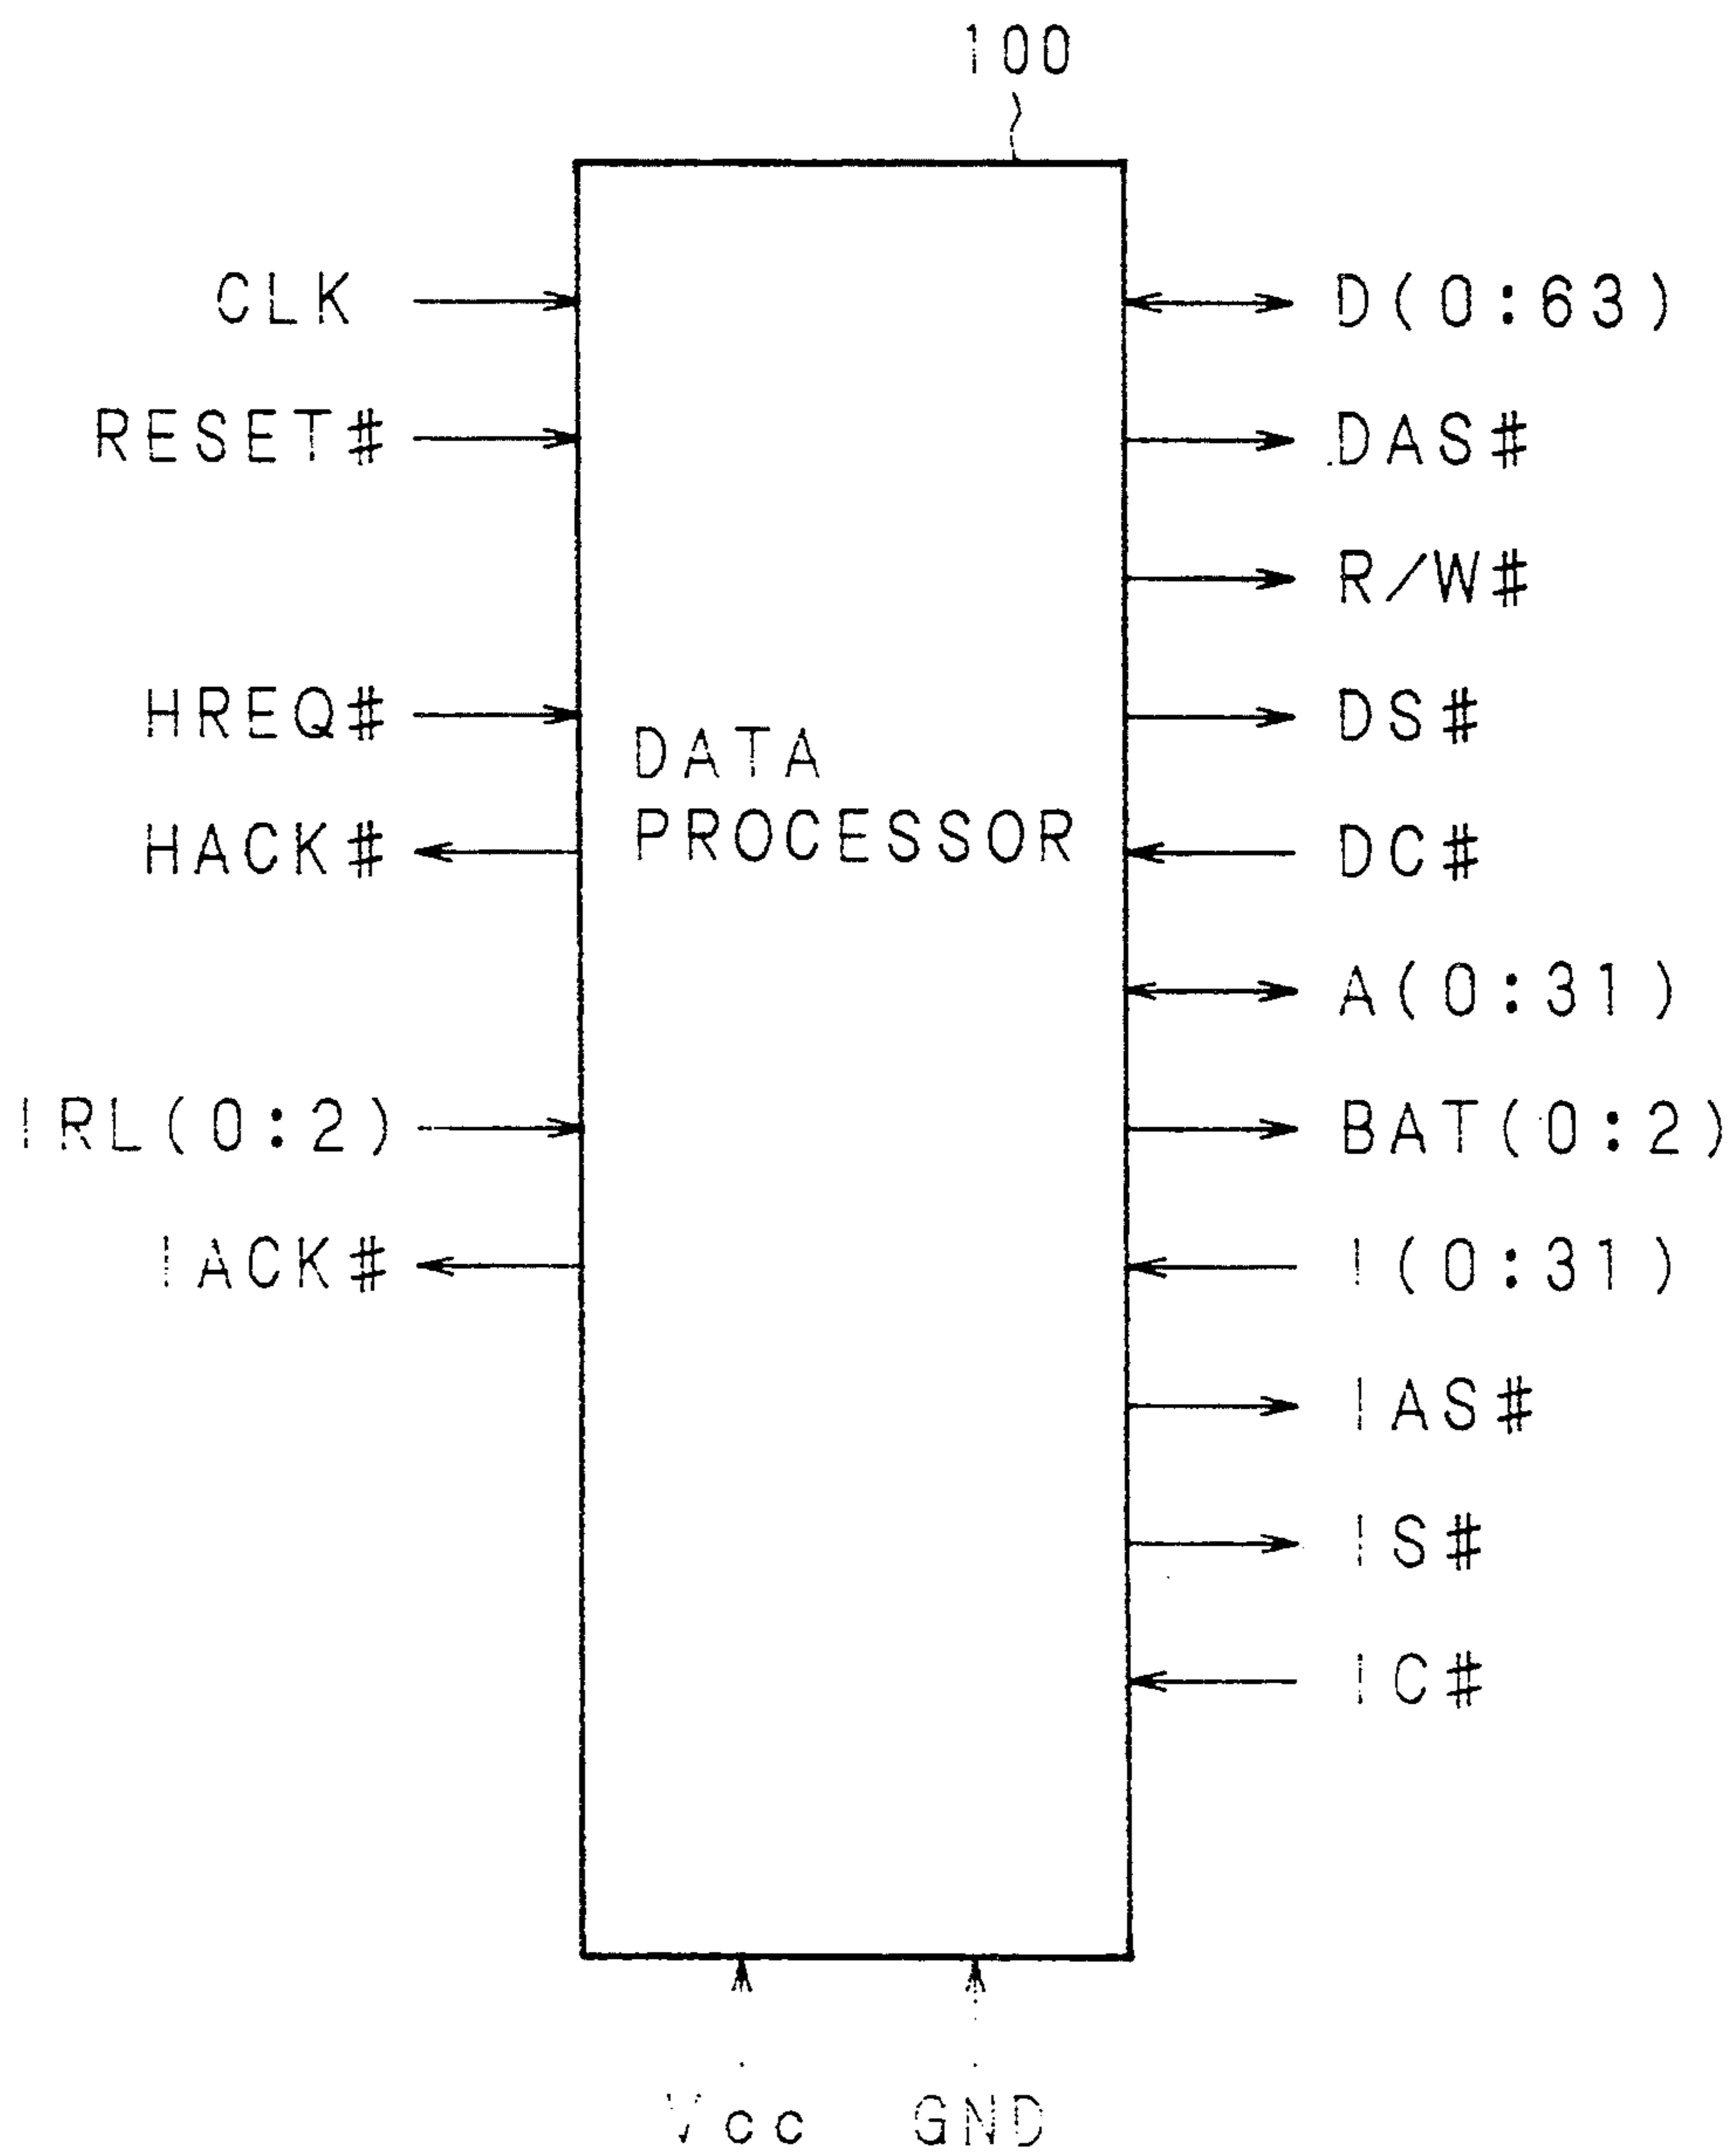 100
CLK
RESET#
HREQ#
HACK#
IRL(0:2)
IACK#
DATA
PROCESSOR
D(0:63)
DAS#
R/W#
DS#
DC#
A(0:31)
BAT(0:2)
I(0:31)
IAS#
IS#
IC#
Vcc
GND